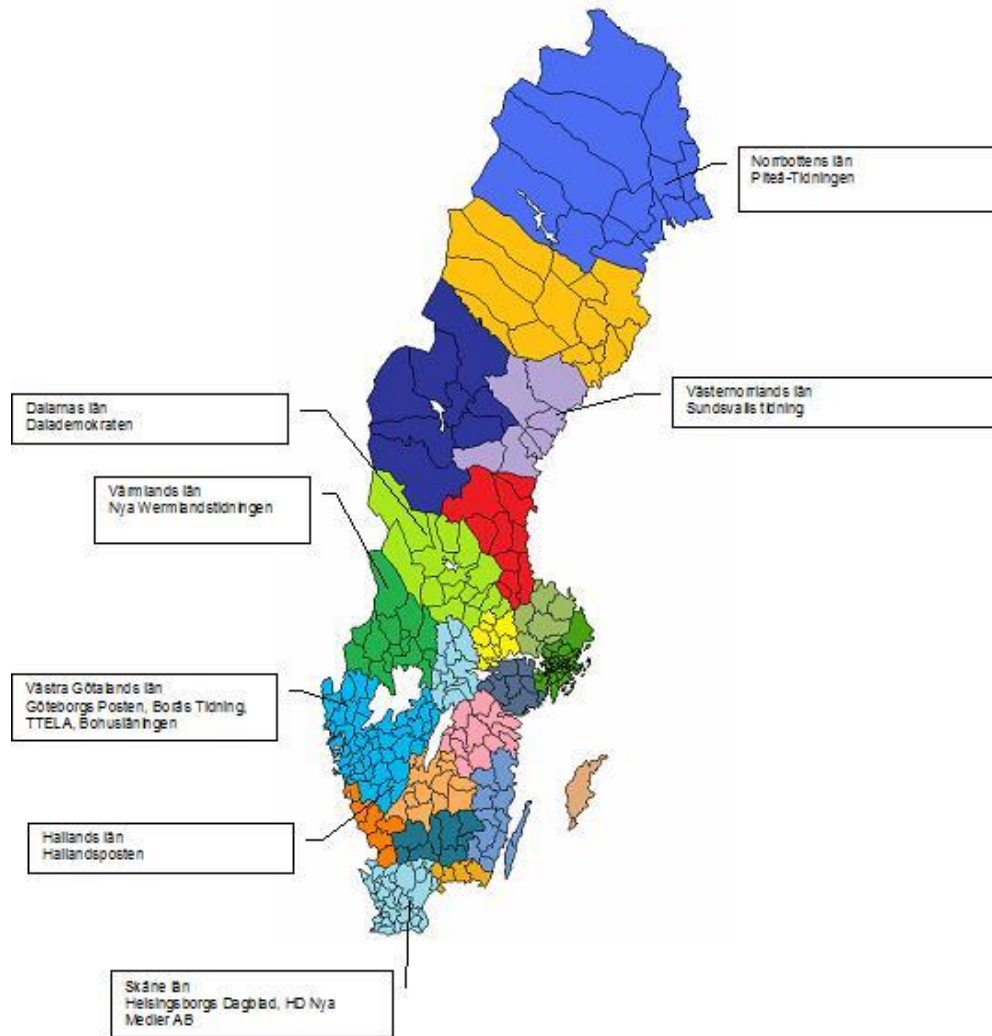 Norrbottens län
Piteå-Tidningen
Västernorrlands län
Sundsvalls tidning
Dalarnas län
Dalademokraten
Värmlands län
Nya Wermlandstidningen
Västra Götalands län
Göteborgs Posten, Borås Tidning,
TTELA, Bohusläningen
Hallands län
Hallandsposten
Skåne län
Helsingborgs Dagblad, HD Nya
Medier AB